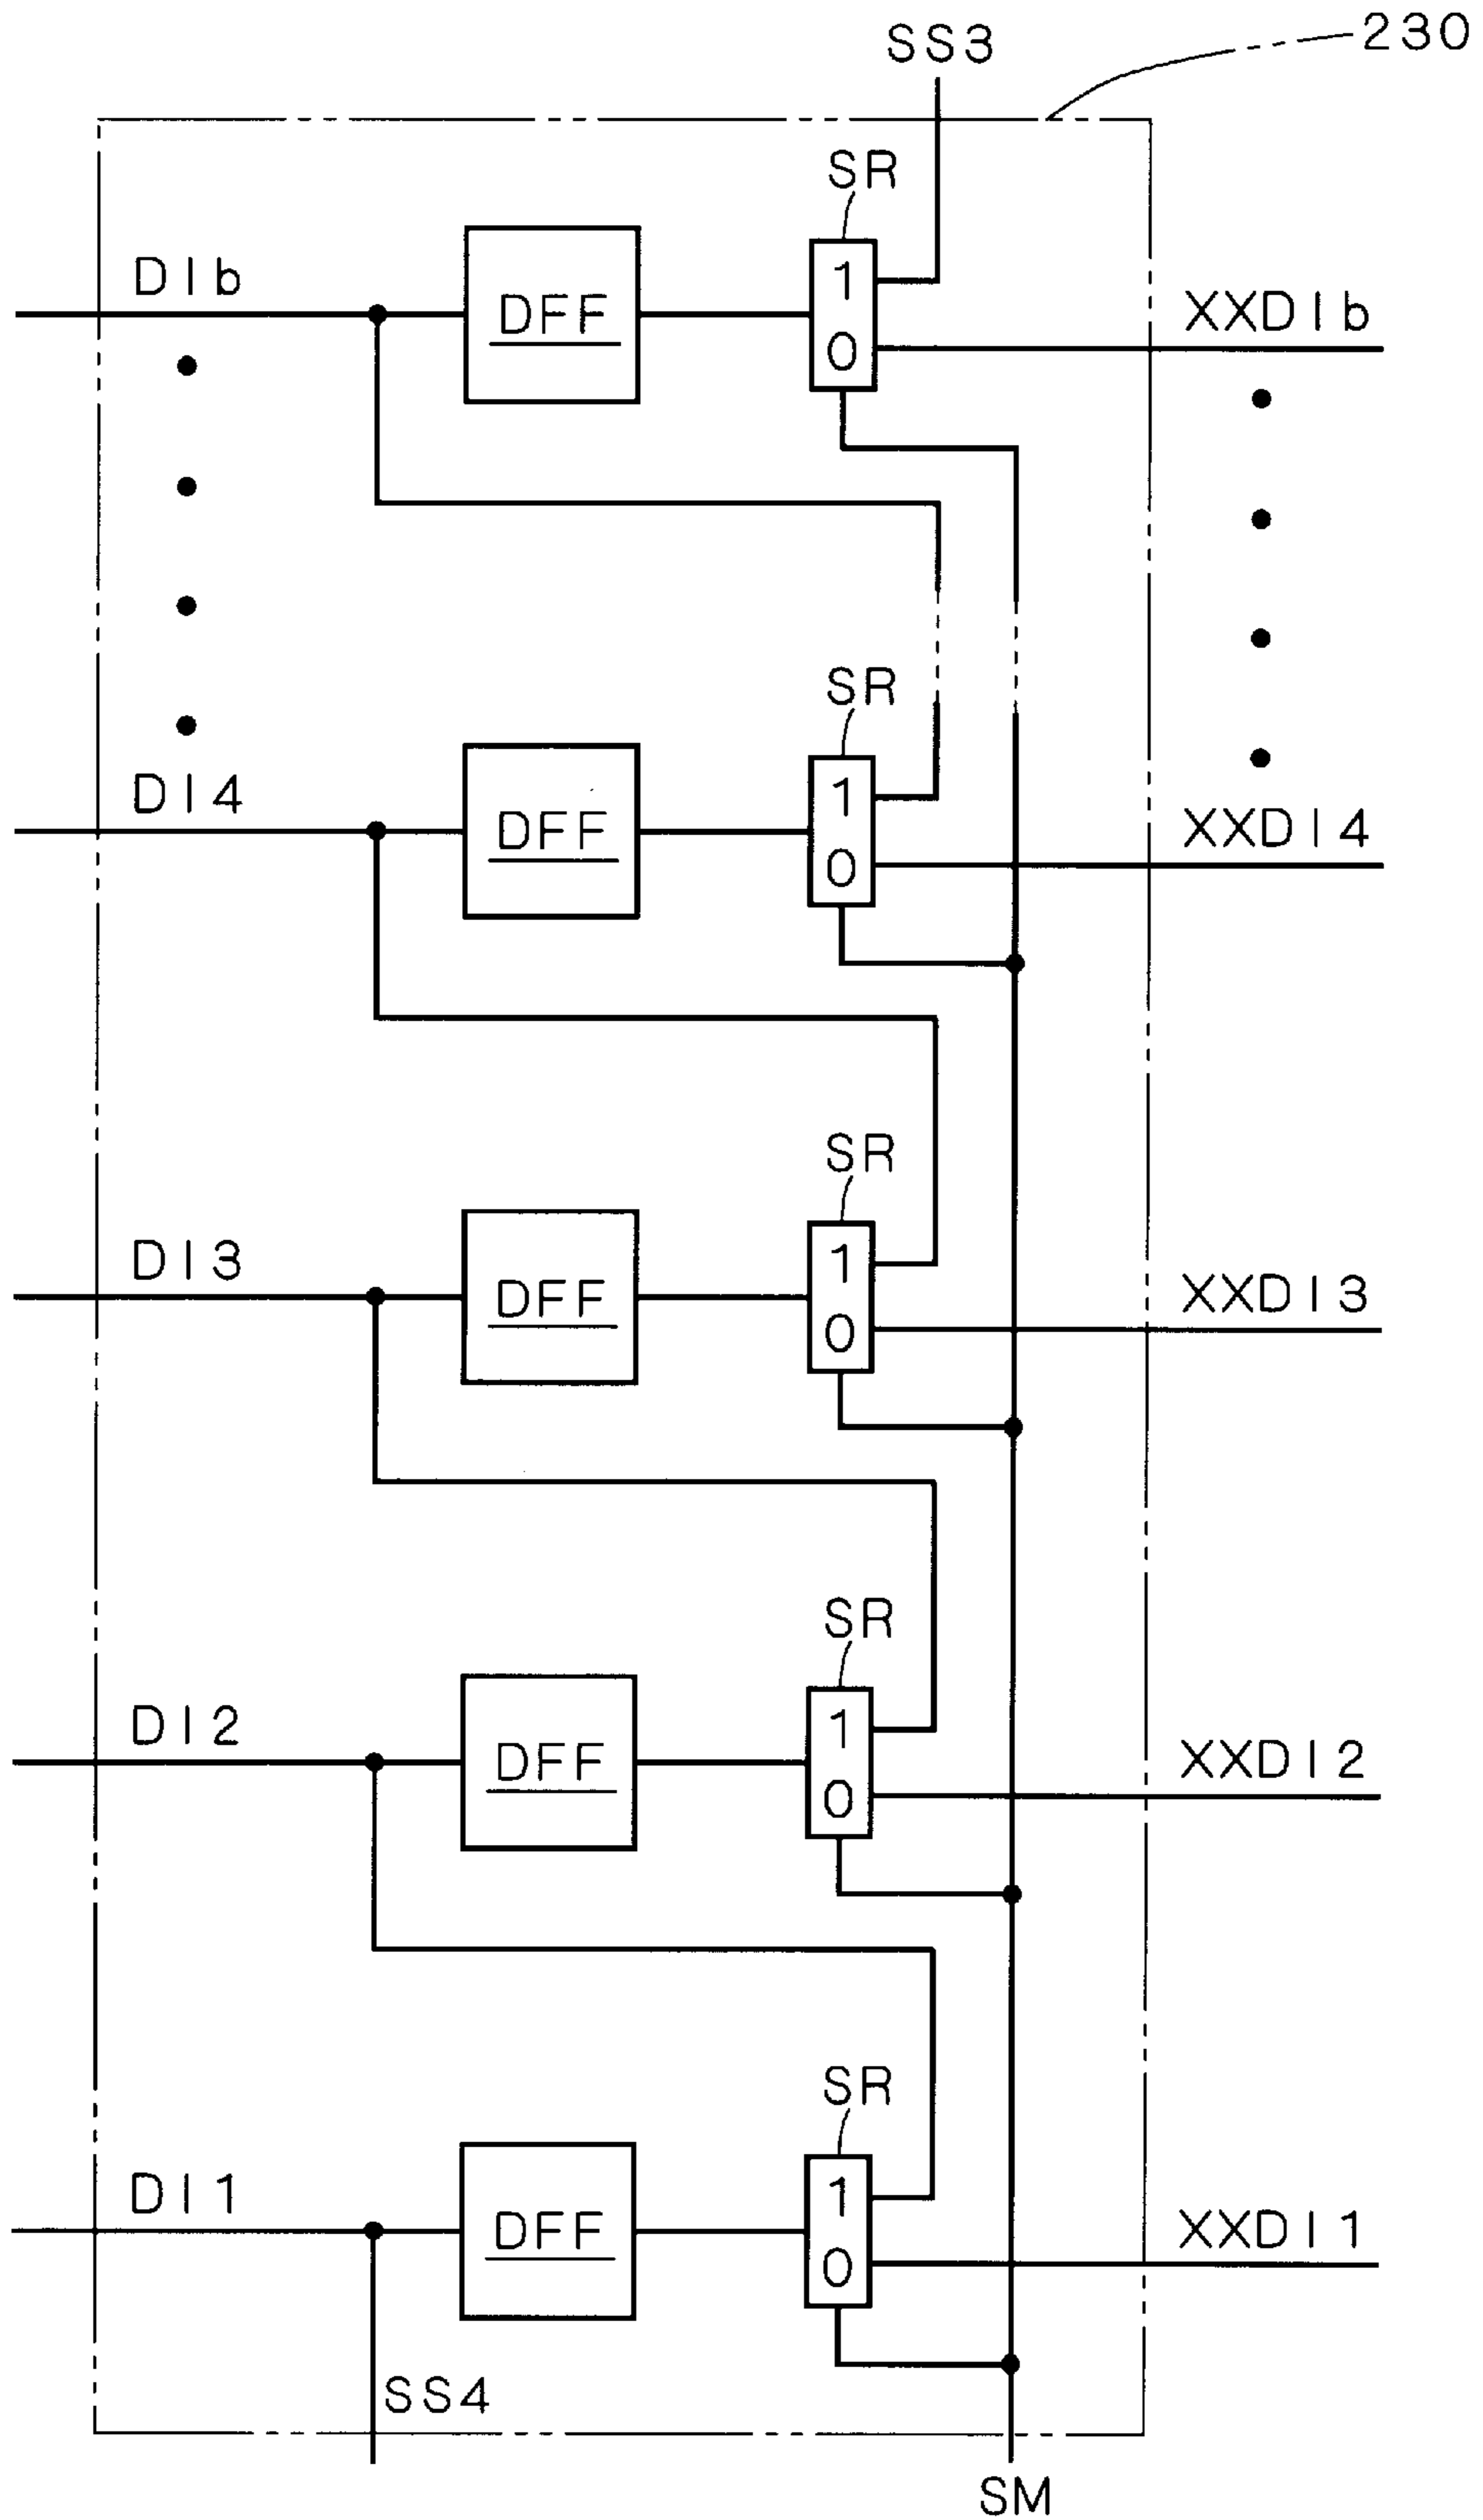 230
SS3
SR
DIb
DFF
1
0
XXDIb
SR
DI4
DFF
1
0
XXDI4
SR
DI3
DFF
1
0
XXDI3
SR
DI2
DFF
1
0
XXDI2
SR
DI1
DFF
1
0
XXDI1
SS4
SM